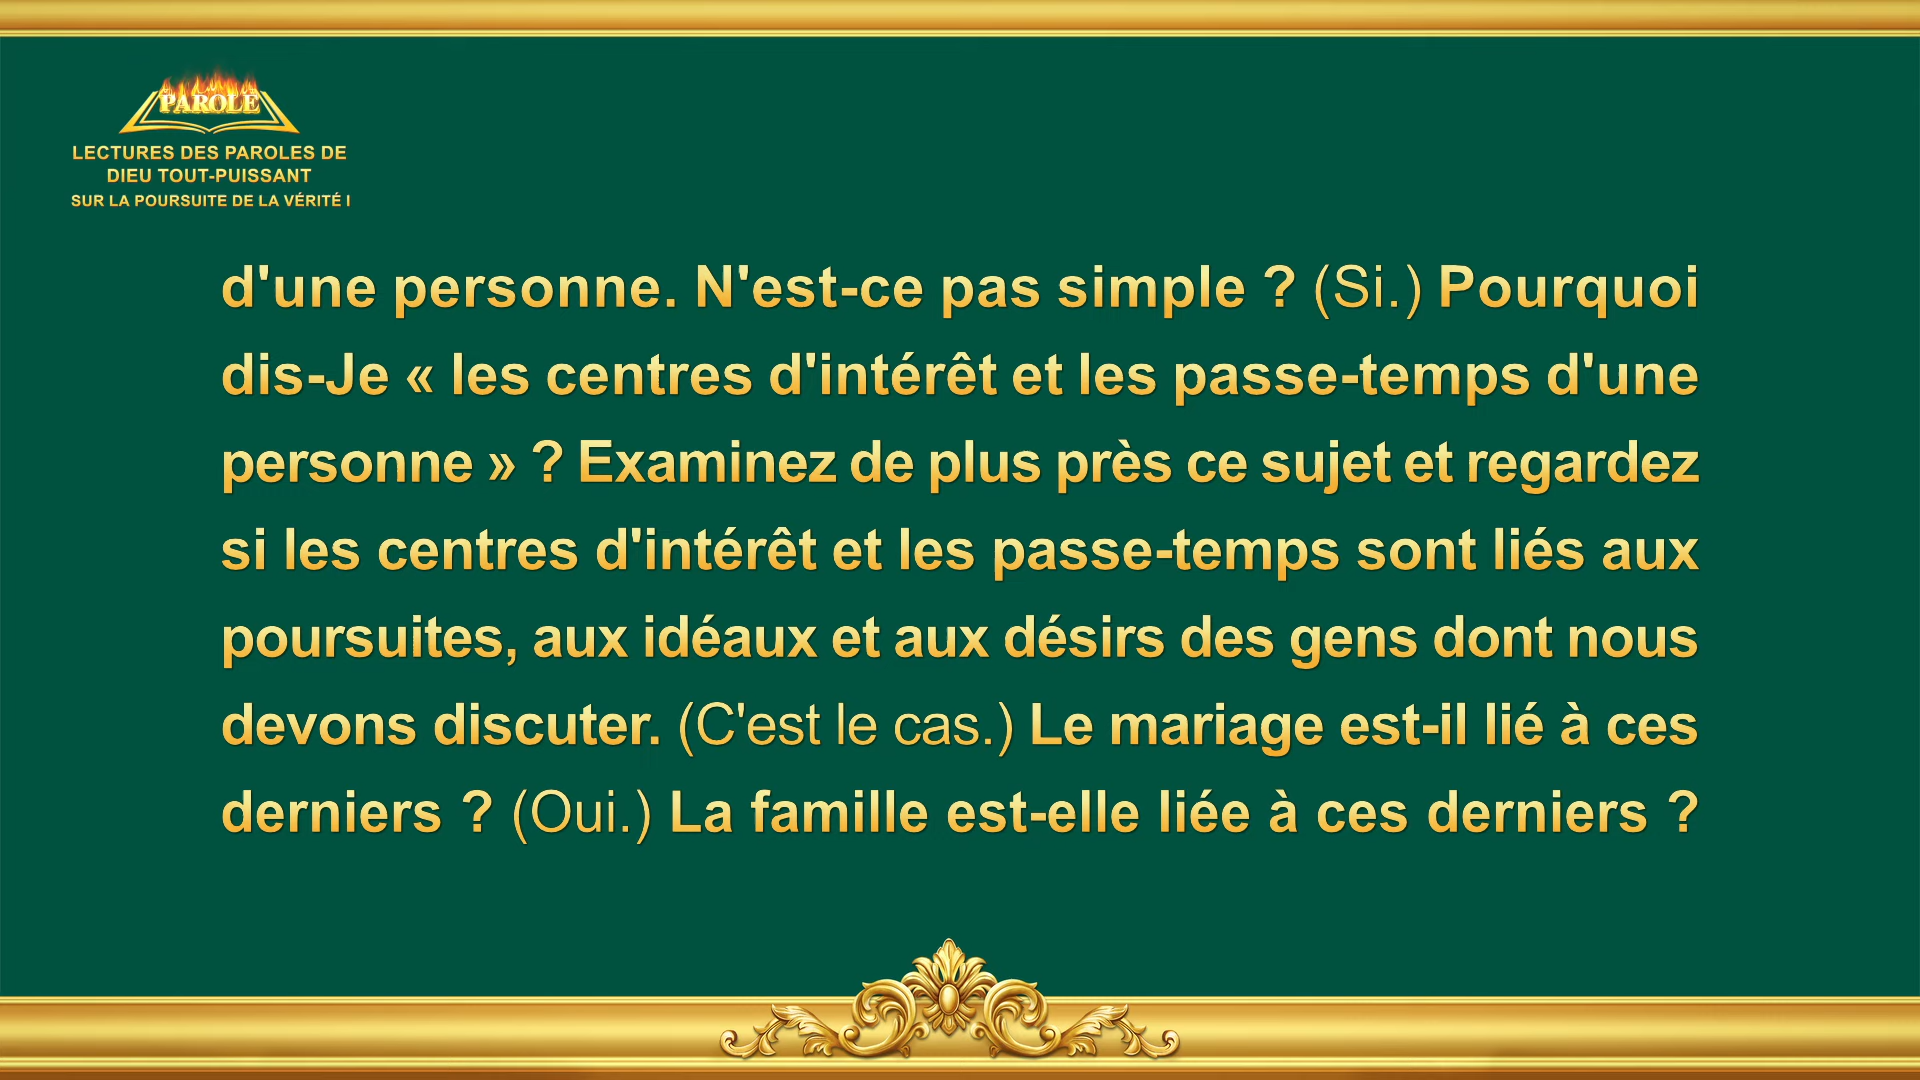 PAROLE
LECTURES DES PAROLES DE
DIEU TOUT-PUISSANT
SUR LA POURSUITE DE LA VÉRITÉ I
d'une personne. N'est-ce pas simple ? (Si.) Pourquoi
dis-Je « les centres d'intérêt et les passe-temps d'une
personne » ? Examinez de plus près ce sujet et regardez
si les centres d'intérêt et les passe-temps sont liés aux
poursuites, aux idéaux et aux désirs des gens dont nous
devons discuter. (C'est le cas.) Le mariage est-il lié à ces
derniers ? (Oui.) La famille est-elle liée à ces derniers ?